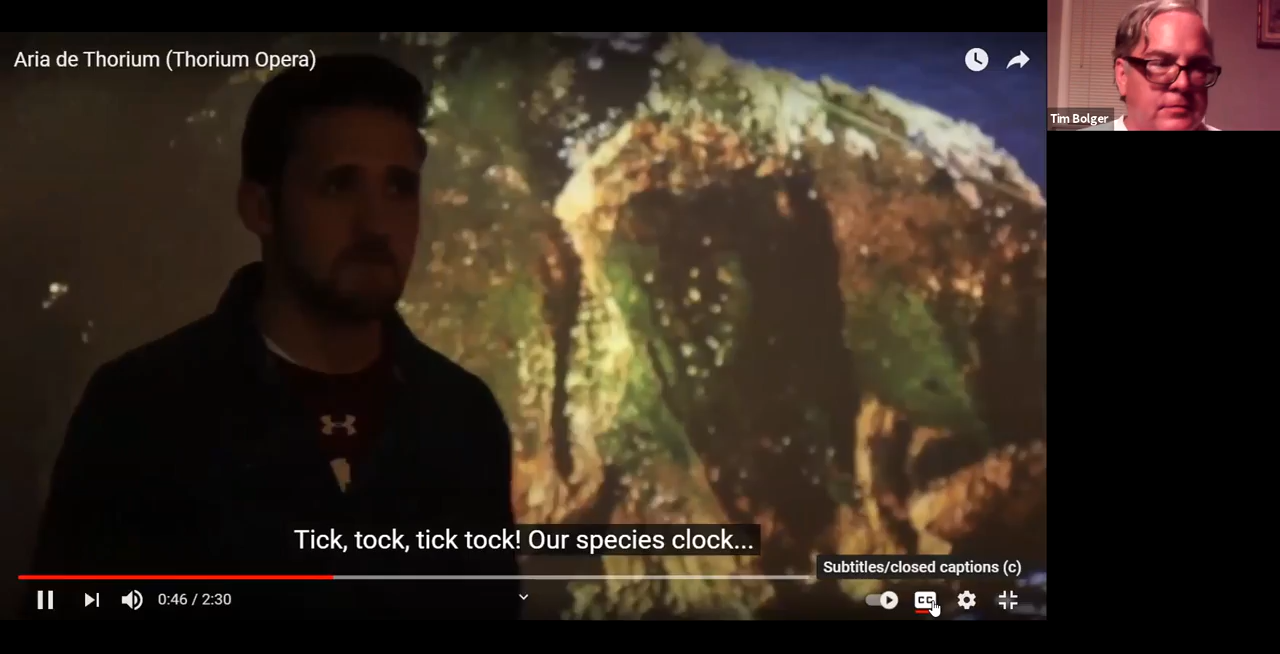 Aria de Thorium (Thorium Opera)
Tim Bolger
Tick, tock, tick tock! Our species clock...
Subtitles/closed captions (c)
0:46 / 2:30
CC